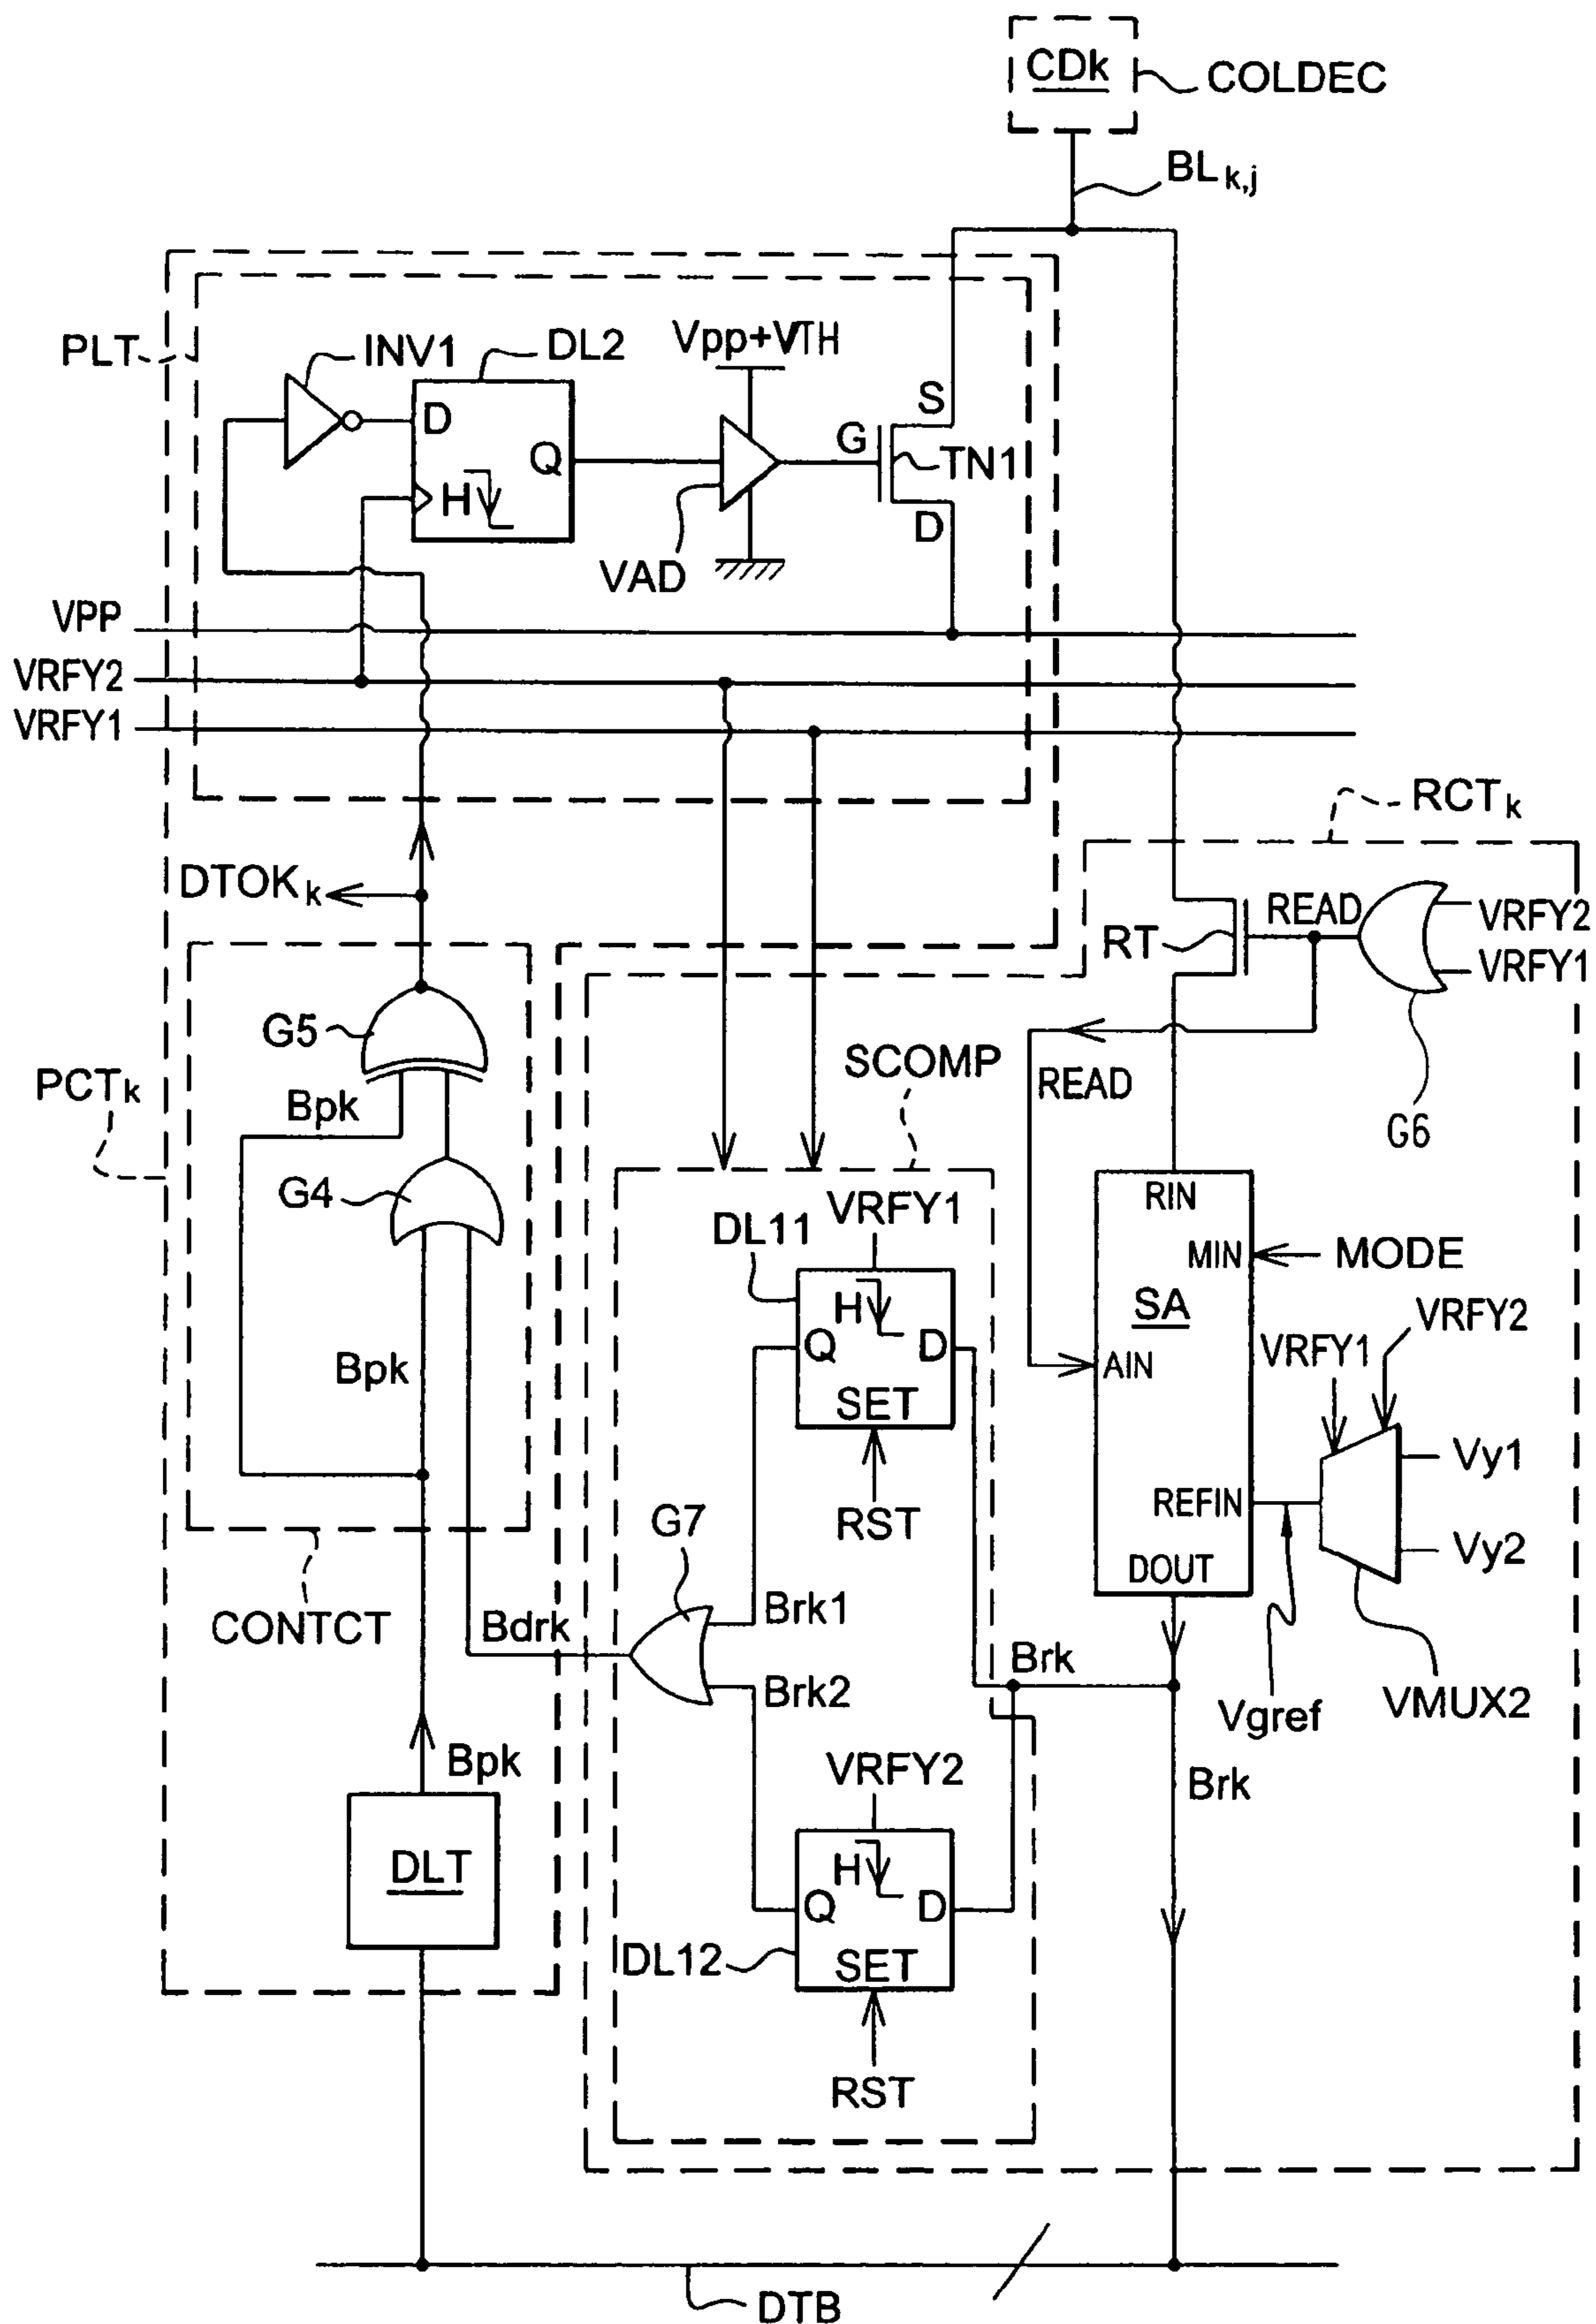 CDk
COLDEC
BLk,j
PLT
INV1
DL2
Vpp+VTH
D
Q
H
VAD
G
S
TN1
D
VPP
VRFY2
VRFY1
DTOKk
RCTk
RT
READ
VRFY2
VRFY1
G6
READ
G5
Bpk
PCTk
G4
Bpk
SCOMP
VRFY1
DL11
H
Q
D
SET
RST
RIN
MIN
MODE
SA
AIN
VRFY1
VRFY2
REFIN
Vy1
Vy2
DOUT
Vgref
VMUX2
CONTCT
Bdrk
G7
Brk1
Brk2
Brk
Brk
Bpk
DLT
VRFY2
H
Q
D
DL12
SET
RST
DTB